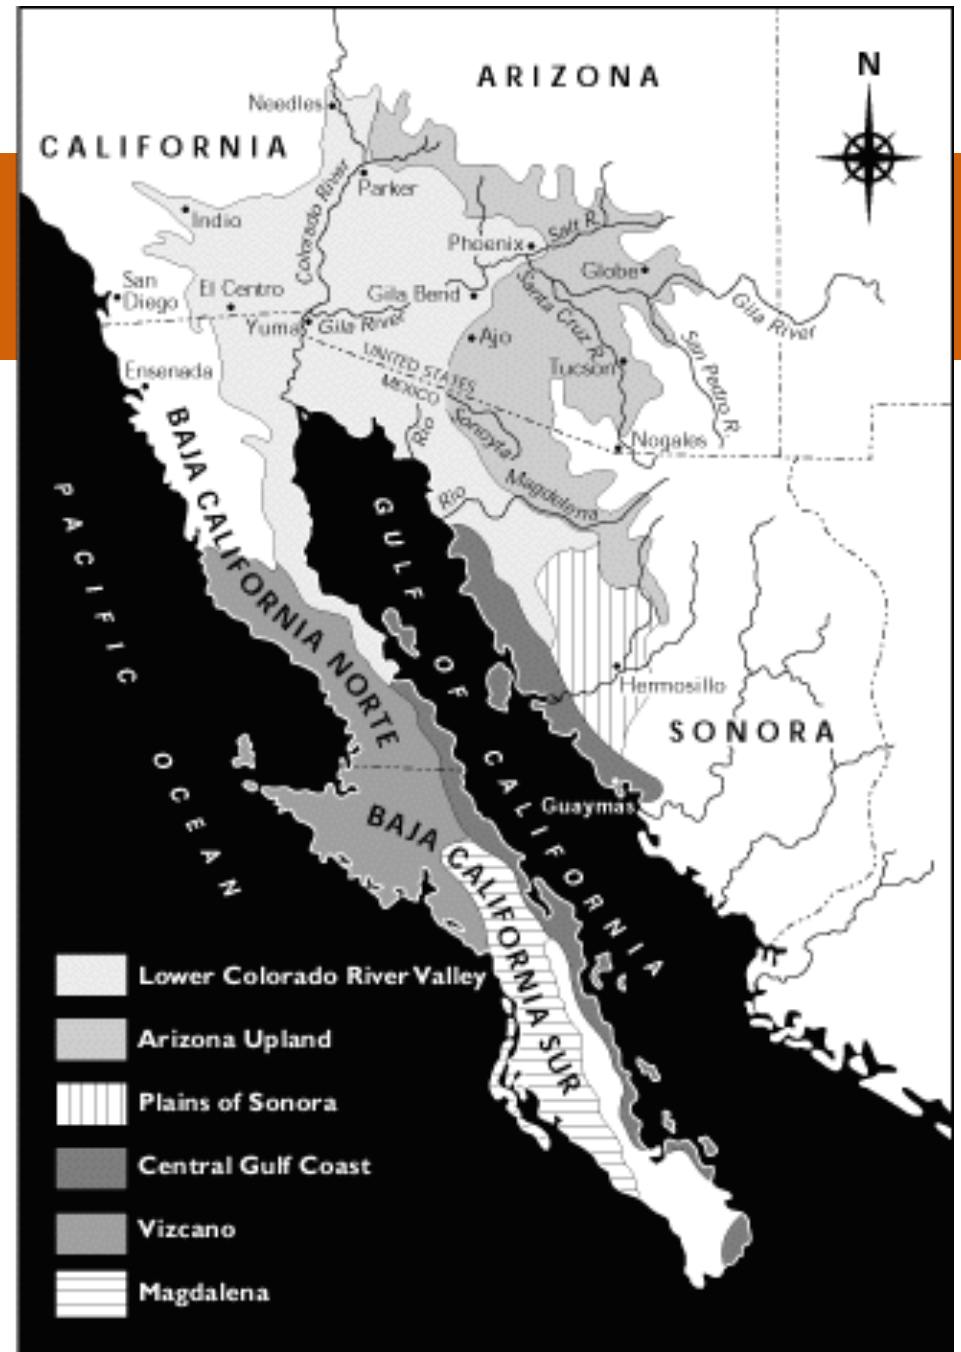 ARIZONA
N
Needles
CALIFORNIA
Colorado River
Parker
Indio
Salt R.
Phoenix
Globe
San
Diego
El Centro
Gila Bend
Santa Cruz R.
Gila River
Yuma
Gila River
Ajo
San Pedro R.
UNITED STATES
MEXICO
Tucson
Ensenada
Rio
Sonoyta
Nogales
BAJA CALIFORNIA NORTE
Rio
Magdalena
PACIFIC OCEAN
GULF OF CALIFORNIA
Hermosillo
SONORA
Guaymas
BAJA CALIFORNIA SUR
Lower Colorado River Valley
Arizona Upland
Plains of Sonora
Central Gulf Coast
Vizcano
Magdalena